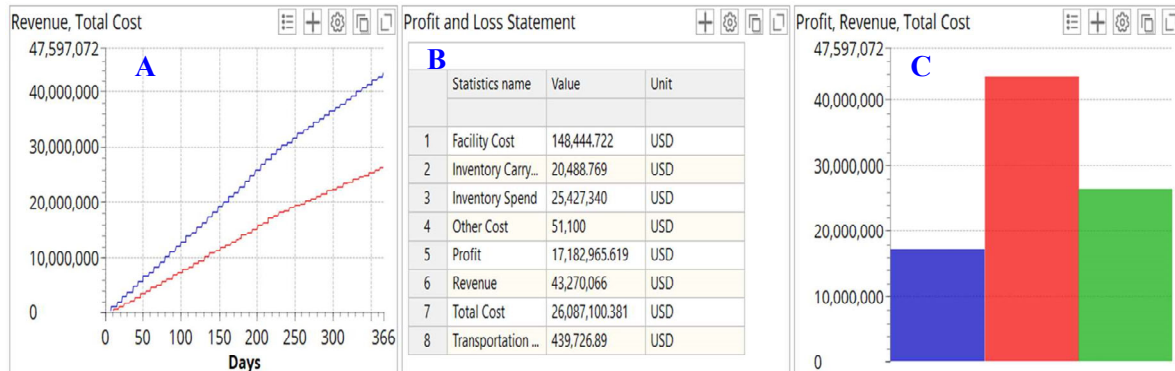 Revenue, Total Cost
A
47,597,072
40,000,000
30,000,000
20,000,000
10,000,000
0
0 50 100 150 200 250 300 366
Days
Profit and Loss Statement
B
Statistics name Value Unit
1 Facility Cost 148,444.722 USD
2 Inventory Carry... 20,488.769 USD
3 Inventory Spend 25,427,340 USD
4 Other Cost 51,100 USD
5 Profit 17,182,965.619 USD
6 Revenue 43,270,066 USD
7 Total Cost 26,087,100.381 USD
8 Transportation ... 439,726.89 USD
Profit, Revenue, Total Cost
C
47,597,072
40,000,000
30,000,000
20,000,000
10,000,000
0